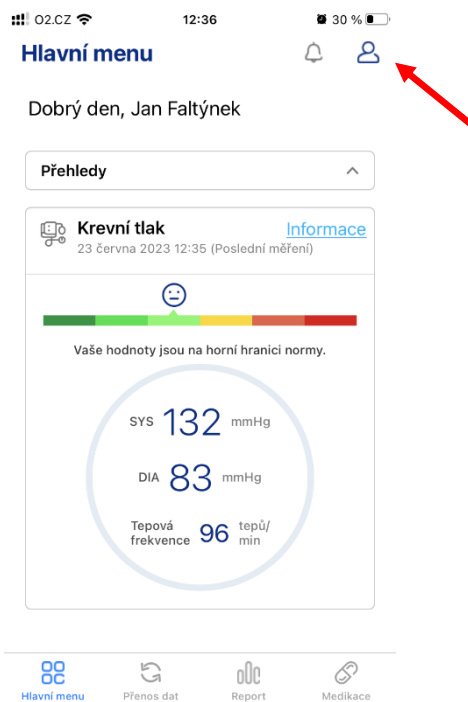 O2.CZ 12:36 30 %
Hlavní menu
Dobrý den, Jan Faltýnek
Přehledy
Krevní tlak Informace
23 června 2023 12:35 (Poslední měření)
Vaše hodnoty jsou na horní hranici normy.
SYS 132 mmHg
DIA 83 mmHg
Tepová frekvence 96 tepů/min
Hlavní menu Přenos dat Report Medikace